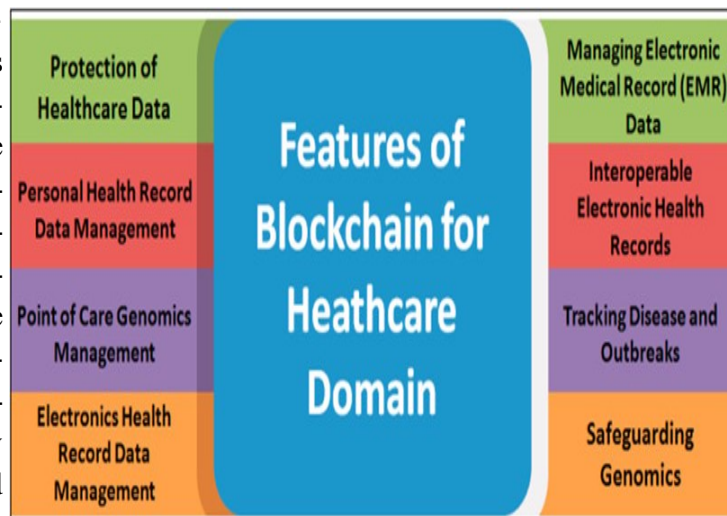 Protection of
Healthcare Data
Personal Health Record
Data Management
Point of Care Genomics
Management
Electronics Health
Record Data
Management
Features of
Blockchain for
Heathcare
Domain
Managing Electronic
Medical Record (EMR)
Data
Interoperable
Electronic Health
Records
Tracking Disease and
Outbreaks
Safeguarding
Genomics